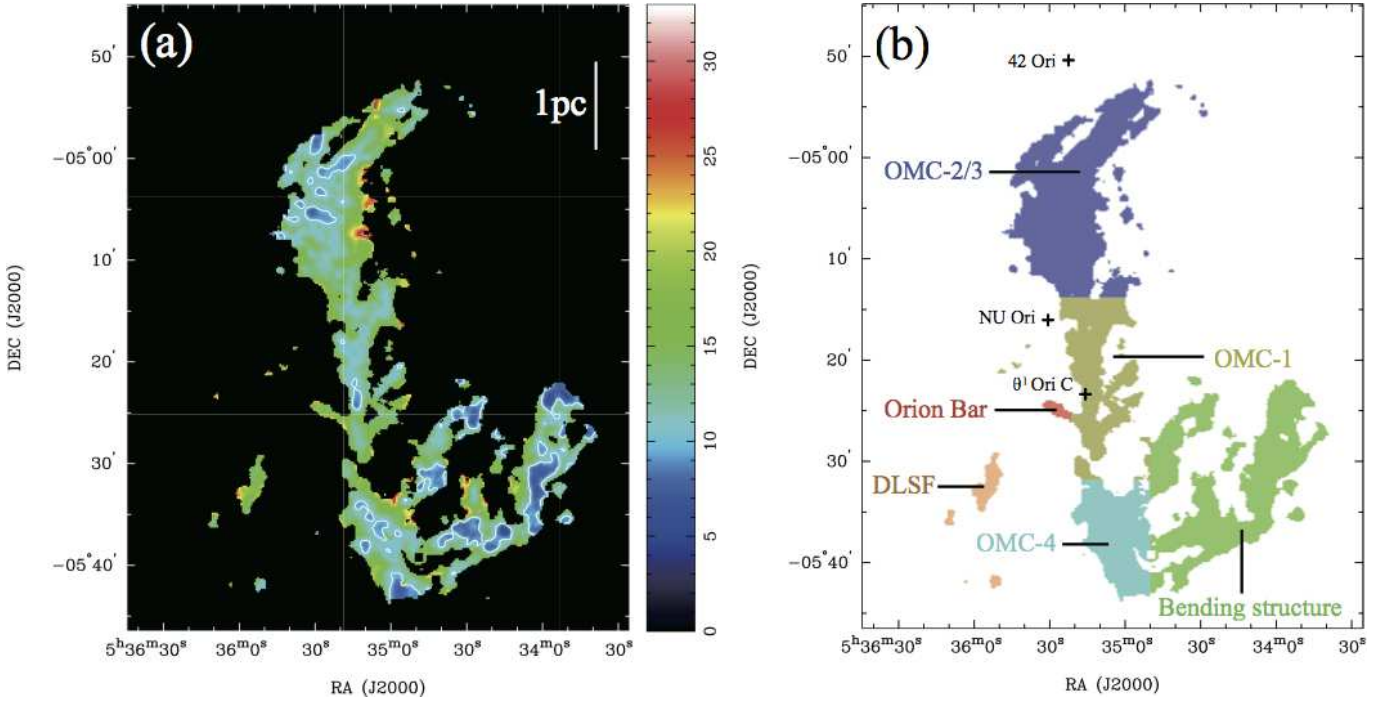 (a)
1pc
50′
−05°00′
10′
20′
30′
−05°40′
DEC (J2000)
5ʰ36ᵐ30ˢ 36ᵐ0ˢ 30ˢ 35ᵐ0ˢ 30ˢ 34ᵐ0ˢ 30ˢ
RA (J2000)
30
25
20
15
10
5
0
(b)
42 Ori
OMC-2/3
NU Ori
OMC-1
θ¹ Ori C
Orion Bar
DLSF
OMC-4
Bending structure
50′
−05°00′
10′
20′
30′
−05°40′
DEC (J2000)
5ʰ36ᵐ30ˢ 36ᵐ0ˢ 30ˢ 35ᵐ0ˢ 30ˢ 34ᵐ0ˢ 30ˢ
RA (J2000)